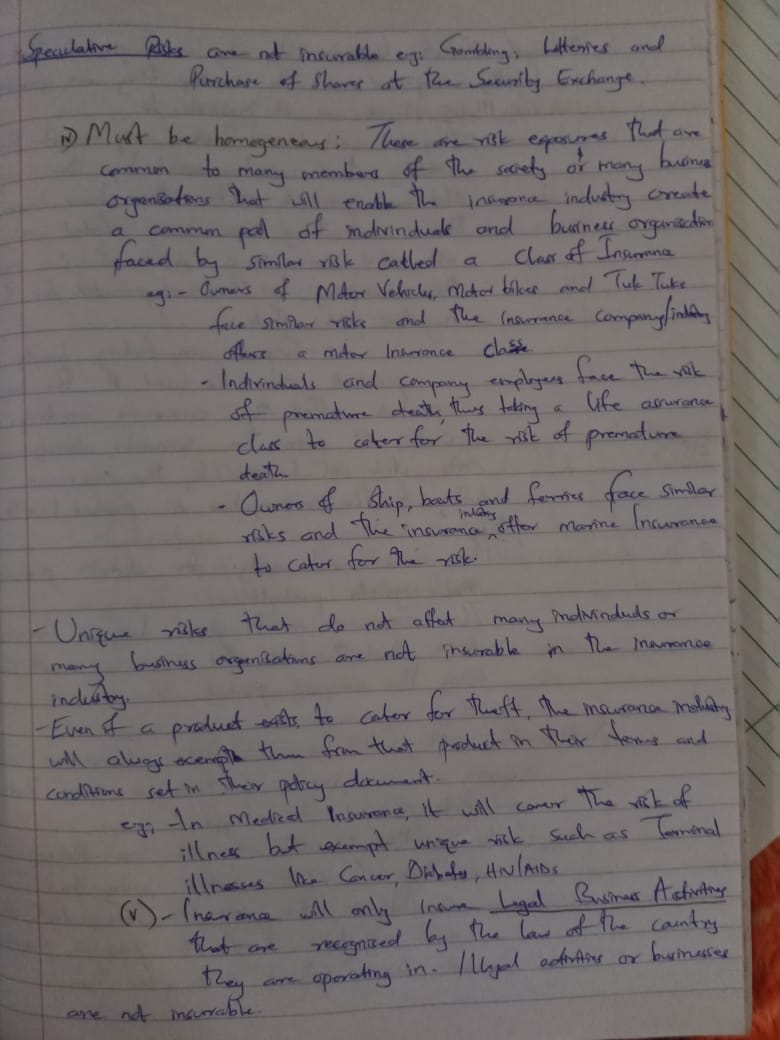 Speculative Risks are not insurable eg; Gambling, Lotteries and
Purchase of Shares at the Security Exchange.
iv) Must be homogeneous; These are risk exposures that are
common to many members of the society or many business
organisations that will enable the insurance industry create
a common pool of individuals and business organisation
faced by similar risk called a Class of Insurance
eg; - Owners of Motor Vehicles, Motor bikes and Tuk Tuks
face similar risks and the Insurance Company/industry
offers a motor Insurance class
- Individuals and company employees face the risk
of premature death, thus taking a life assurance
class to cater for the risk of premature
death
- Owners of Ship, boats and ferries face similar
risks and the insurance industry offer marine Insurance
to cater for the risk.
- Unique risks that do not affect many individuals or
many business organisations are not insurable in the insurance
industry.
- Even if a product exists, to cater for theft, the insurance industry
will always exempt them from that product in their terms and
conditions set in their policy document.
eg; In Medical Insurance, it will cover the risk of
illness but exempt unique risk such as Terminal
illnesses like Cancer, Diabetes, HIV/AIDs
(v) - Insurance will only Insure Legal Business Activities
that are recognised by the law of the country
they are operating in. Illegal activities or businesses
are not insurable.